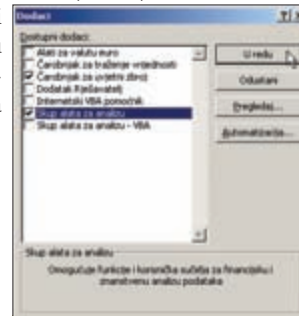 Dodaci
Dostupni dodaci:
Alati za valutu euro
Čarobnjak za traženje vrijednosti
Čarobnjak za uvjetni zbroj
Dodatak Rješavatelj
Internetski VBA pomoćnik
Skup alata za analizu
Skup alata za analizu - VBA
U redu
Odustani
Pregledaj...
Automatizacija...
Skup alata za analizu
Omogućuje funkcije i korisnička sučelja za financijsku i
znanstvenu analizu podataka